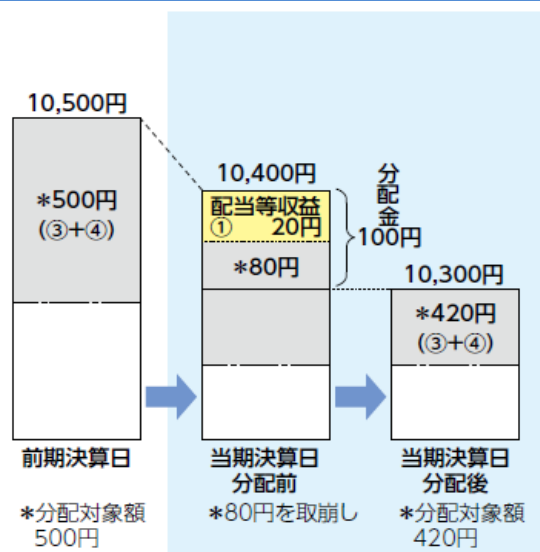 10,500円
*500円
(③+④)
前期決算日
*分配対象額
500円
10,400円
配当等収益
① 20円
*80円
分配金
100円
当期決算日
分配前
*80円を取崩し
10,300円
*420円
(③+④)
当期決算日
分配後
*分配対象額
420円